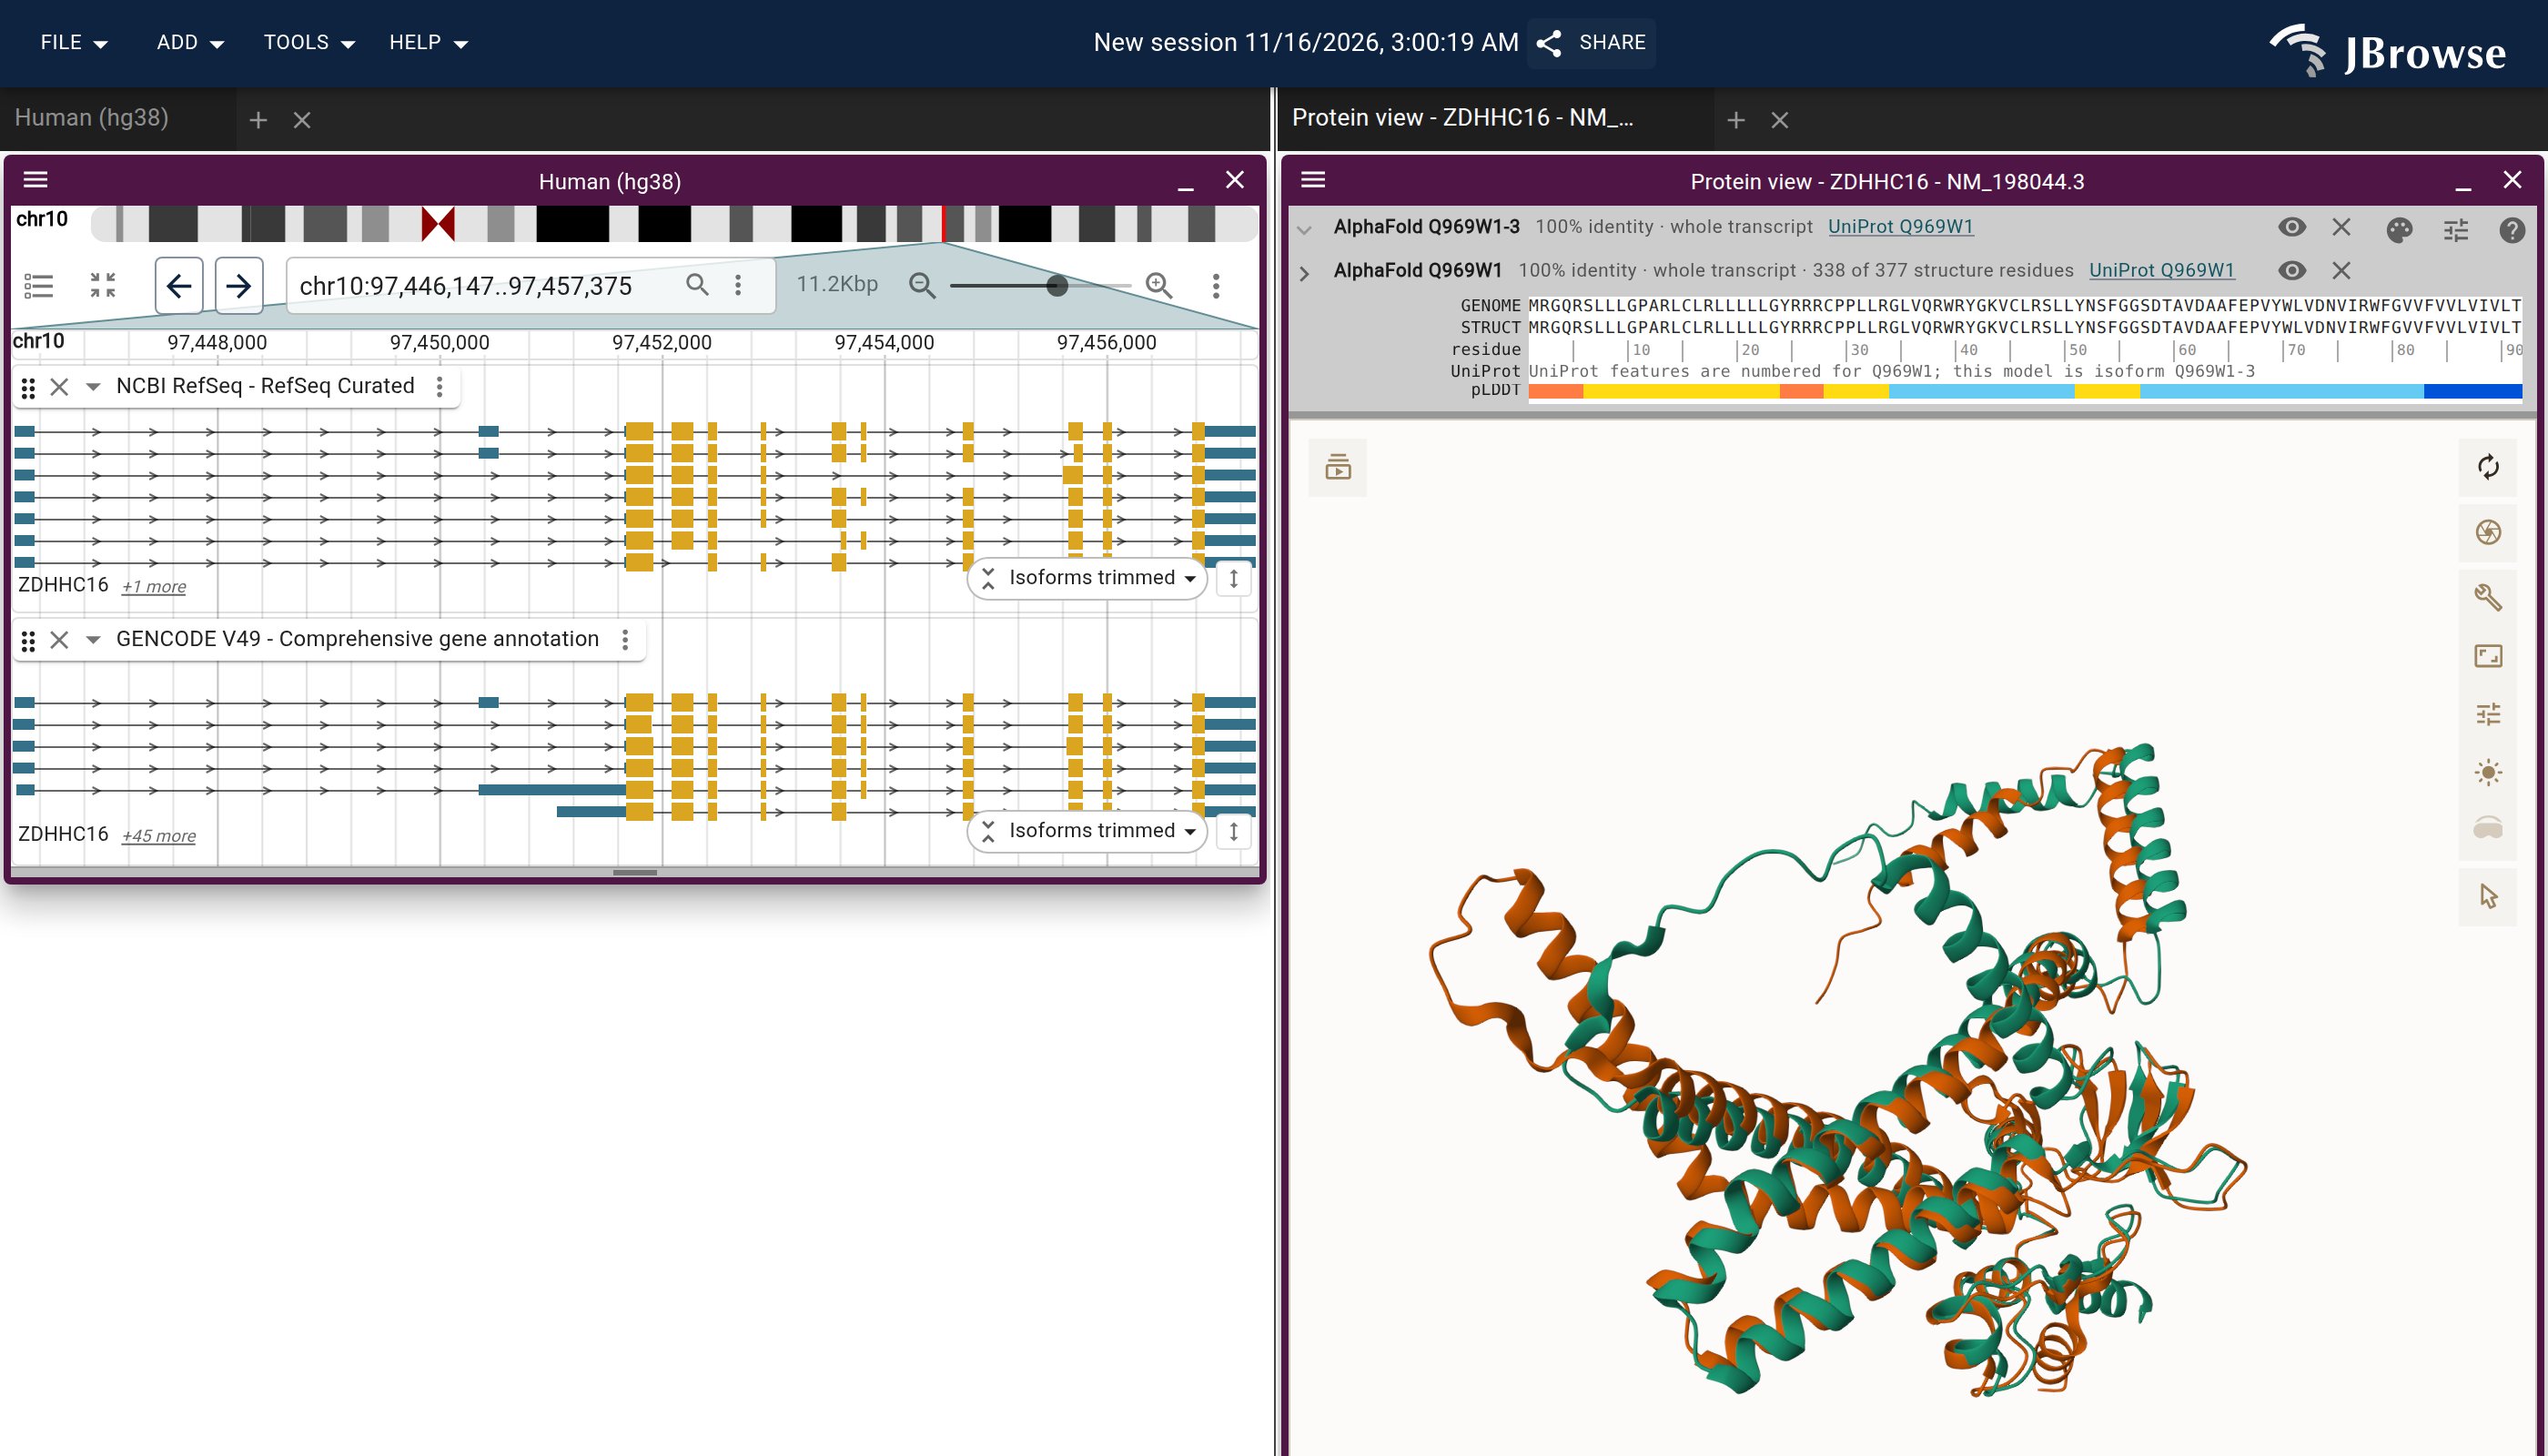 FILE ADD TOOLS HELP New session 11/16/2026, 3:00:19 AM SHARE JBrowse
Human (hg38)
Human (hg38)
chr10
chr10:97,446,147..97,457,375 11.2Kbp
chr10 97,448,000 97,450,000 97,452,000 97,454,000 97,456,000
NCBI RefSeq - RefSeq Curated
ZDHHC16 +1 more Isoforms trimmed
GENCODE V49 - Comprehensive gene annotation
ZDHHC16 +45 more Isoforms trimmed
Protein view - ZDHHC16 - NM_...
Protein view - ZDHHC16 - NM_198044.3
AlphaFold Q969W1-3 100% identity · whole transcript UniProt Q969W1
AlphaFold Q969W1 100% identity · whole transcript · 338 of 377 structure residues UniProt Q969W1
GENOME MRGQRSLLLGPARLCLRLLLLLGYRRRCPPLLRGLVQRWRYGKVCLRSLLYNSFGGSDTAVDAAFEPVYWLVDNVIRWFGVVFVVLVIVLT
STRUCT MRGQRSLLLGPARLCLRLLLLLGYRRRCPPLLRGLVQRWRYGKVCLRSLLYNSFGGSDTAVDAAFEPVYWLVDNVIRWFGVVFVVLVIVLT
residue 10 20 30 40 50 60 70 80 90
UniProt UniProt features are numbered for Q969W1; this model is isoform Q969W1-3
pLDDT